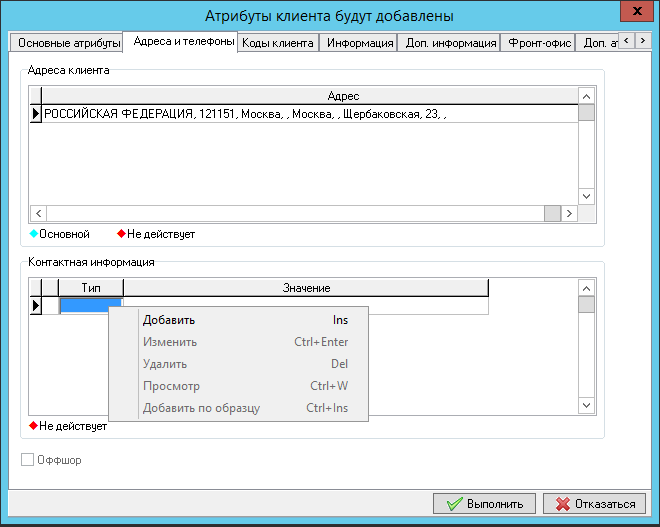 Атрибуты клиента будут добавлены
Основные атрибуты Адреса и телефоны Коды клиента Информация Доп. информация Фронт-офис Доп. ат
Адреса клиента
Адрес
РОССИЙСКАЯ ФЕДЕРАЦИЯ, 121151, Москва, , Москва, , Щербаковская, 23, ,
Основной Не действует
Контактная информация
Тип Значение
Добавить Ins
Изменить Ctrl+Enter
Удалить Del
Просмотр Ctrl+W
Добавить по образцу Ctrl+Ins
Не действует
Оффшор
Выполнить Отказаться